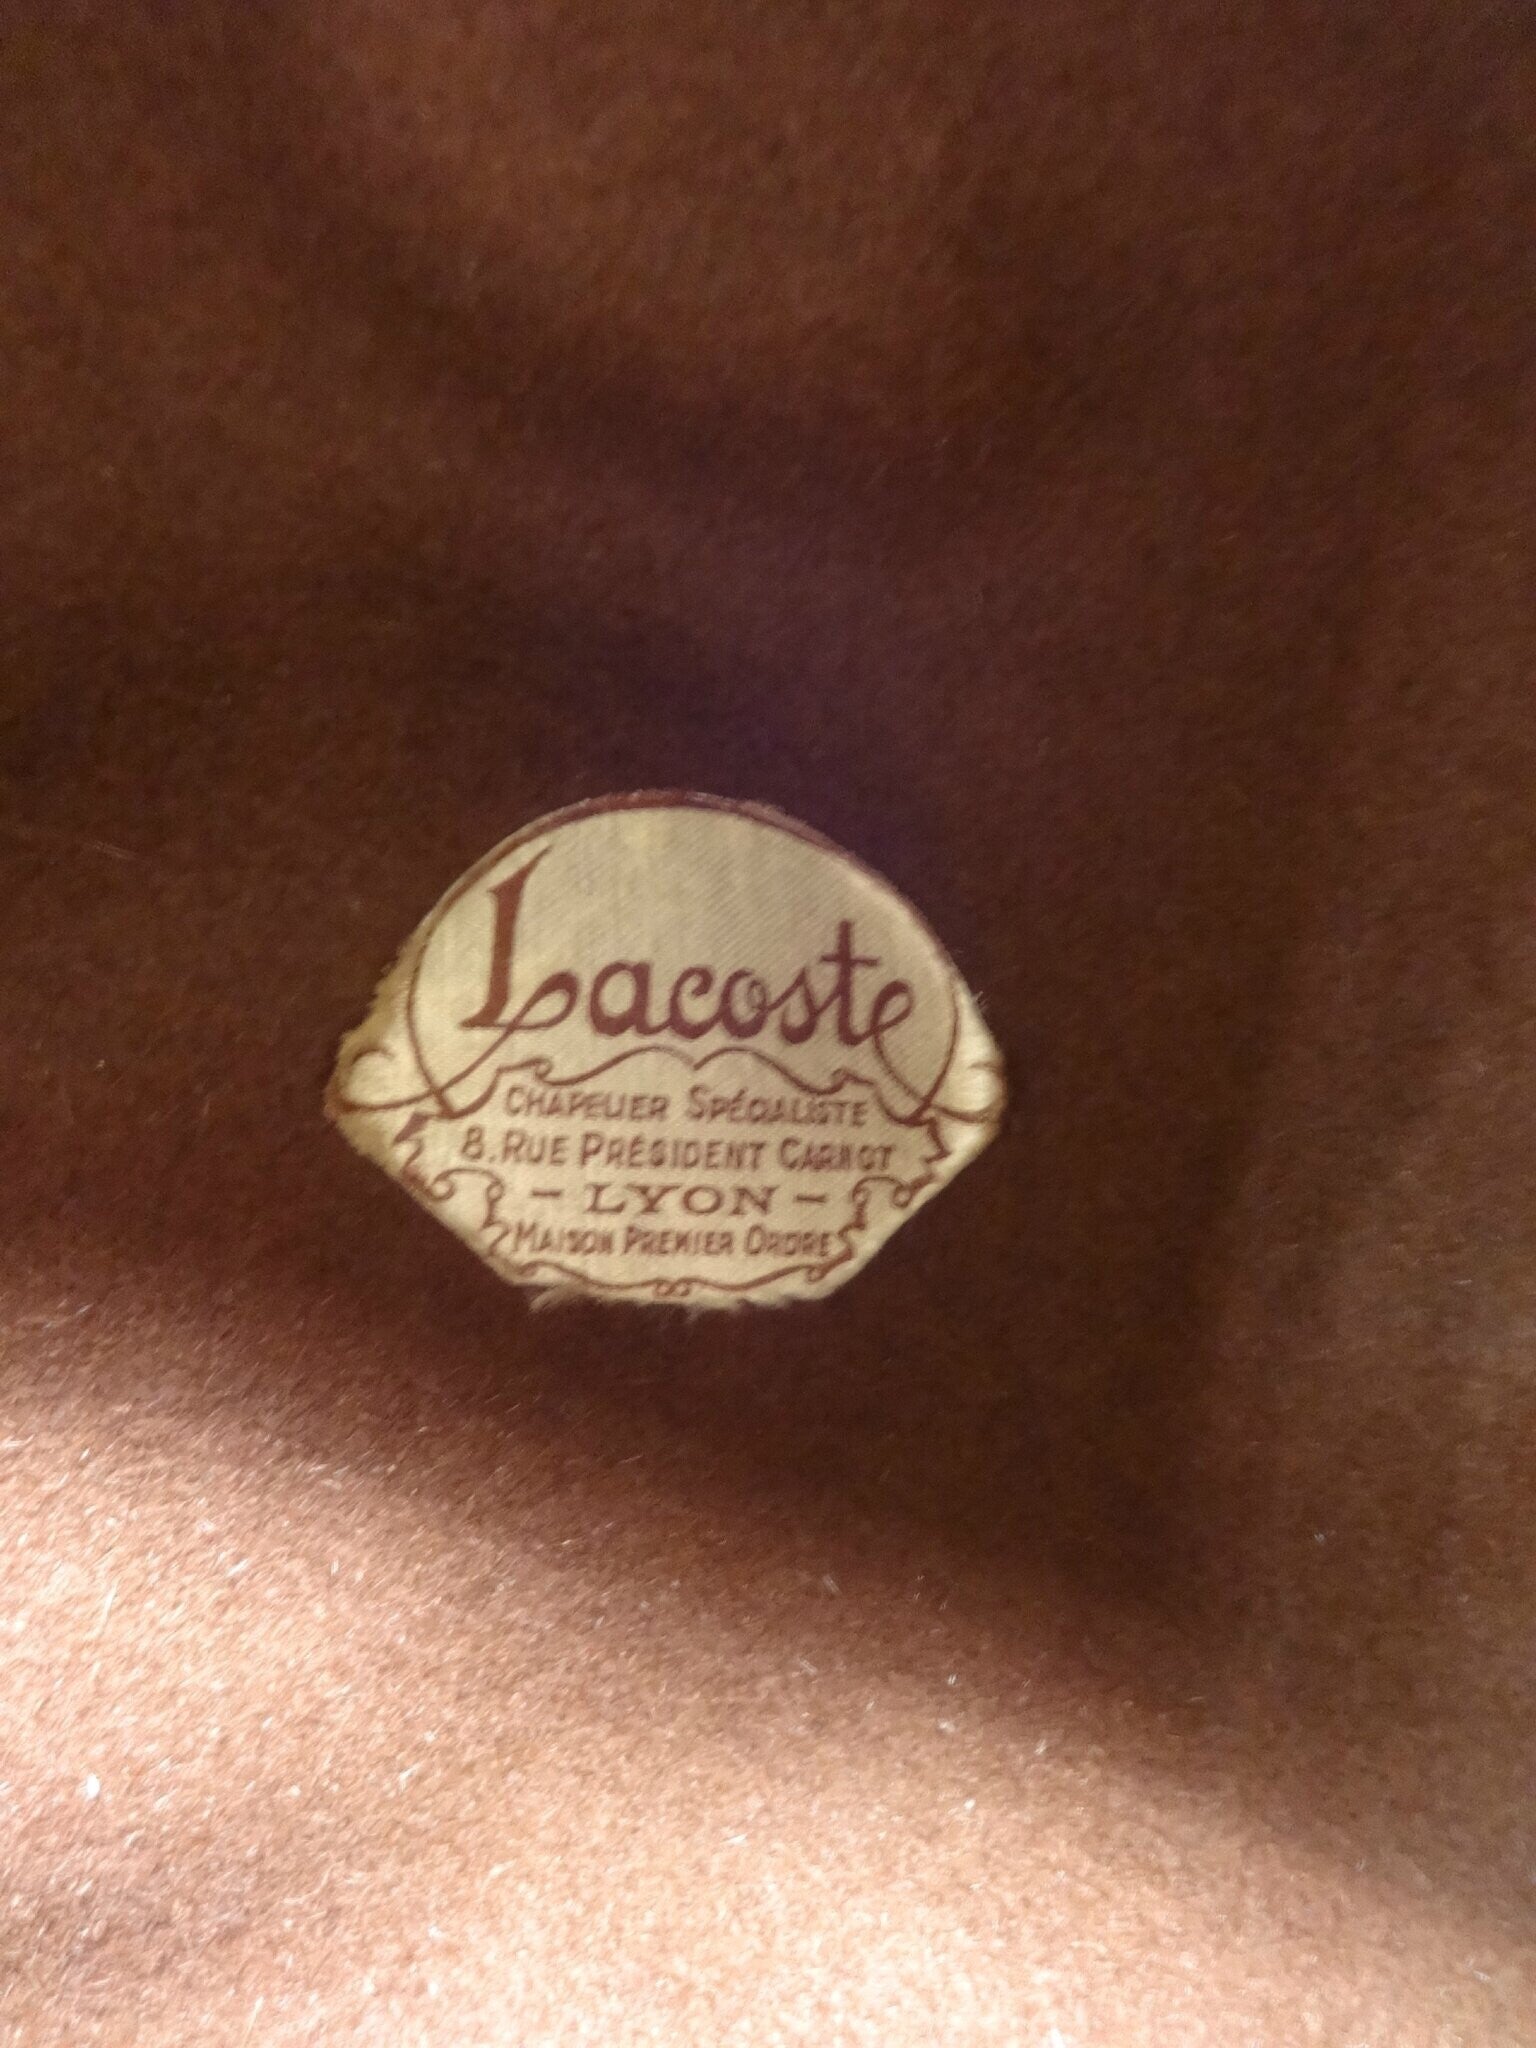 Lacoste
CHAPELIER SPÉCIALISTE
8. RUE PRÉSIDENT CARNOT
- LYON -
MAISON PREMIER ORDRE